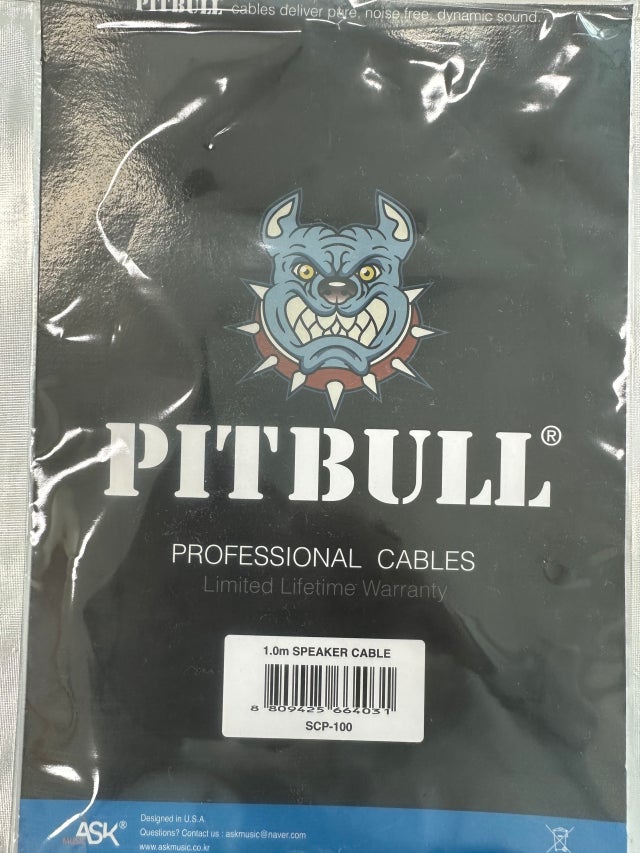 PITBULL cables deliver pure, noise free, dynamic sound.
PITBULL®
PROFESSIONAL CABLES
Limited Lifetime Warranty
1.0m SPEAKER CABLE
8 809425 664031
SCP-100
MUSIC ASK®
Designed in U.S.A.
Questions? Contact us : askmusic@naver.com
www.askmusic.co.kr